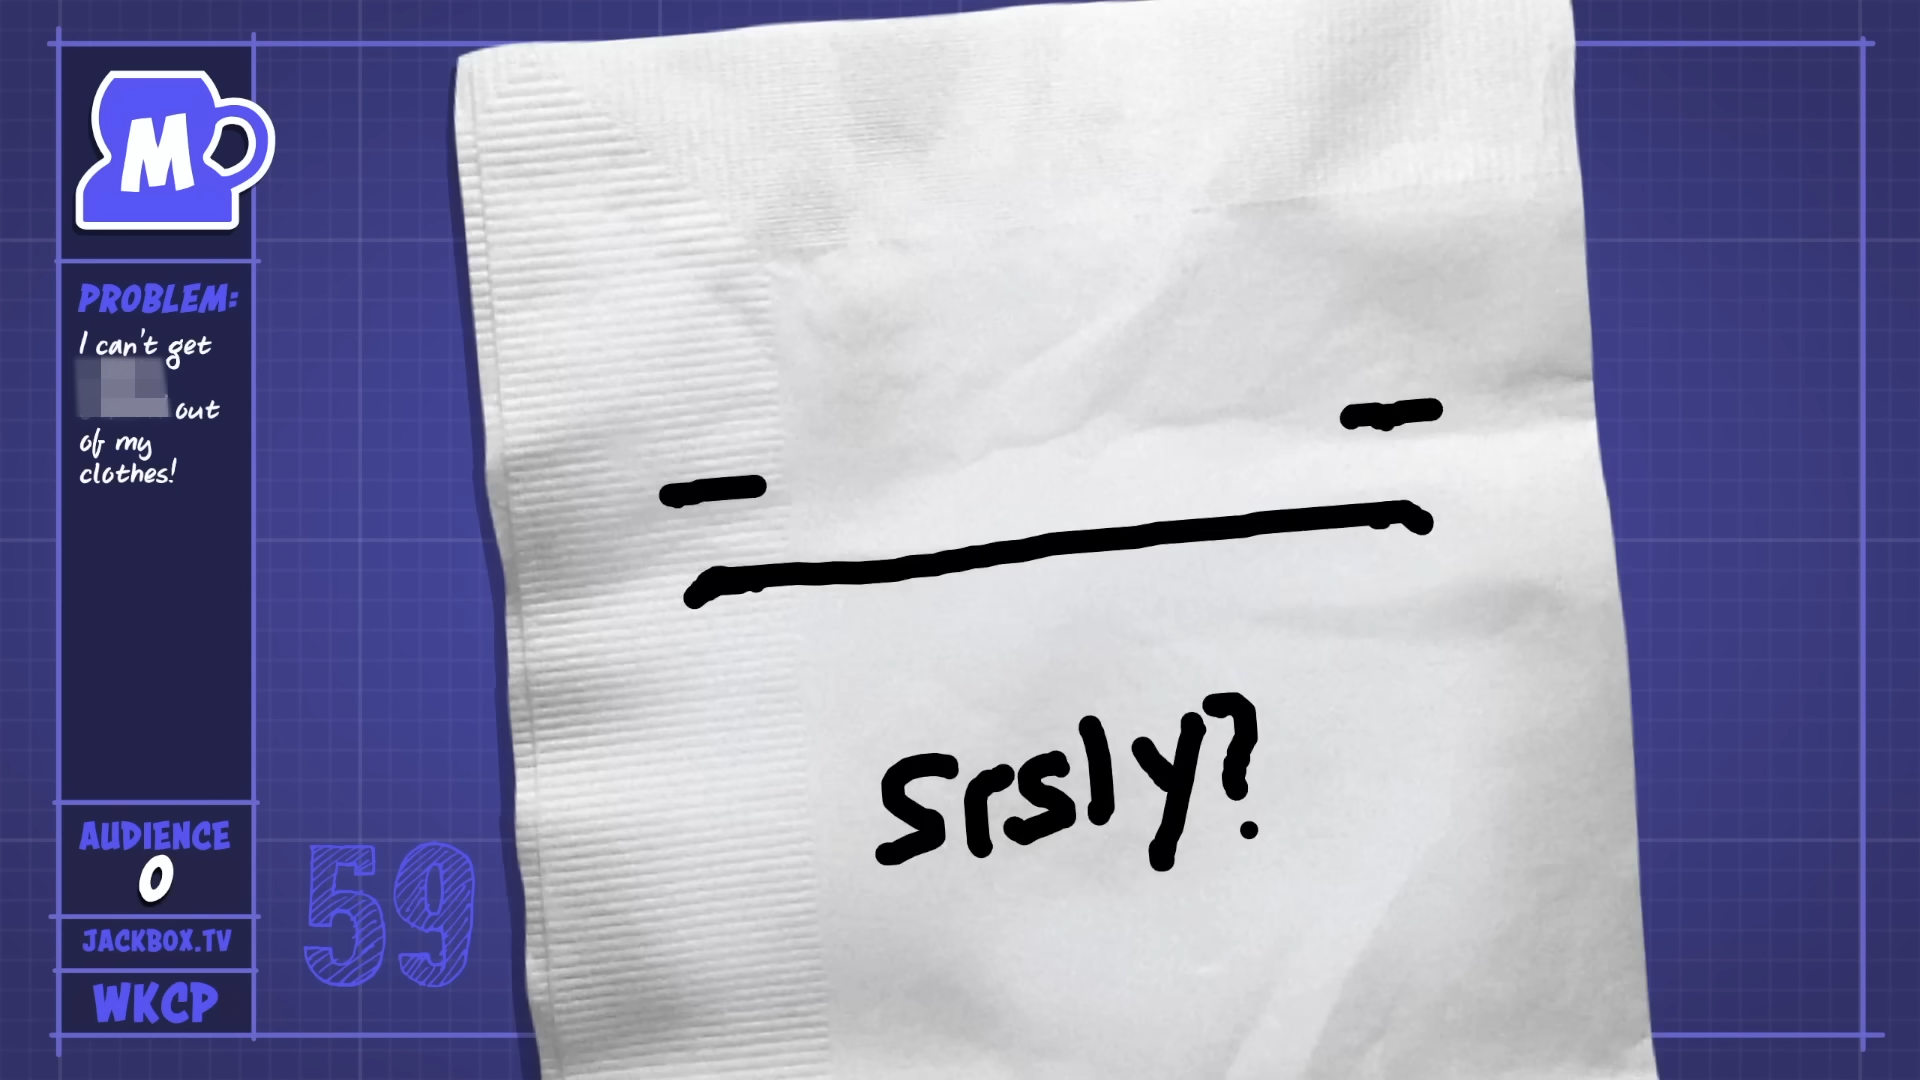 M
PROBLEM:
I can't get
out
of my
clothes!
AUDIENCE
0
JACKBOX.TV
WKCP
59
Srsly?